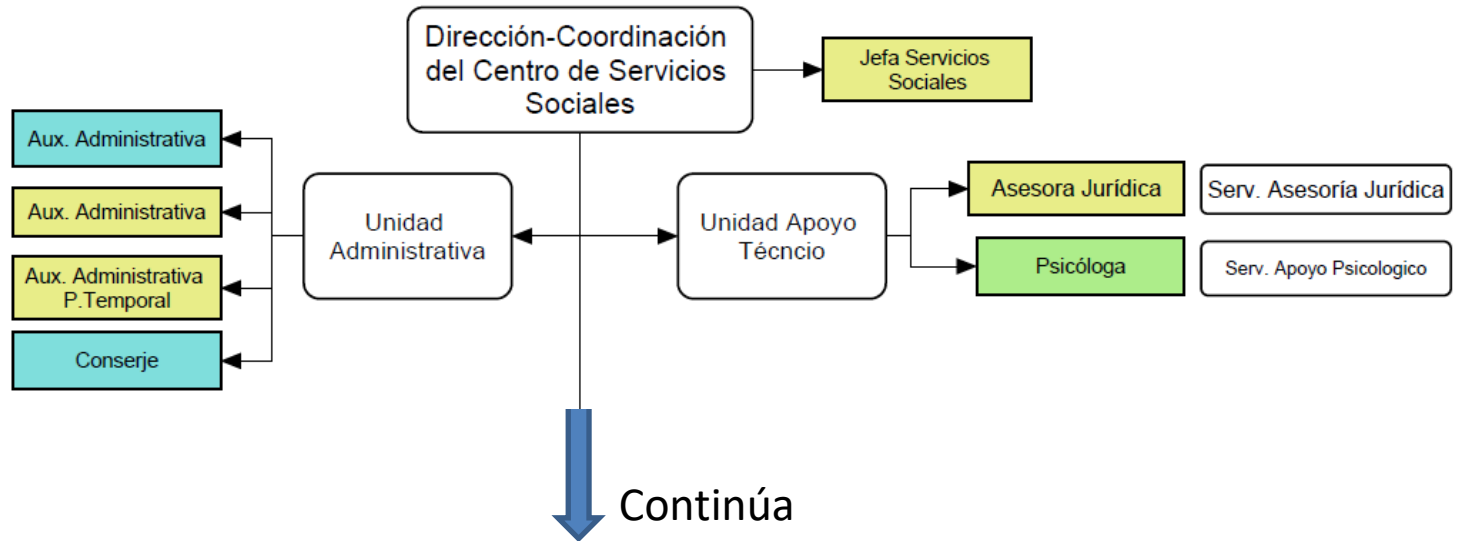 Dirección-Coordinación
del Centro de Servicios
Sociales
Jefa Servicios
Sociales
Aux. Administrativa
Aux. Administrativa
Aux. Administrativa
P.Temporal
Conserje
Unidad
Administrativa
Unidad Apoyo
Técncio
Asesora Jurídica
Serv. Asesoría Jurídica
Psicóloga
Serv. Apoyo Psicologico
Continúa